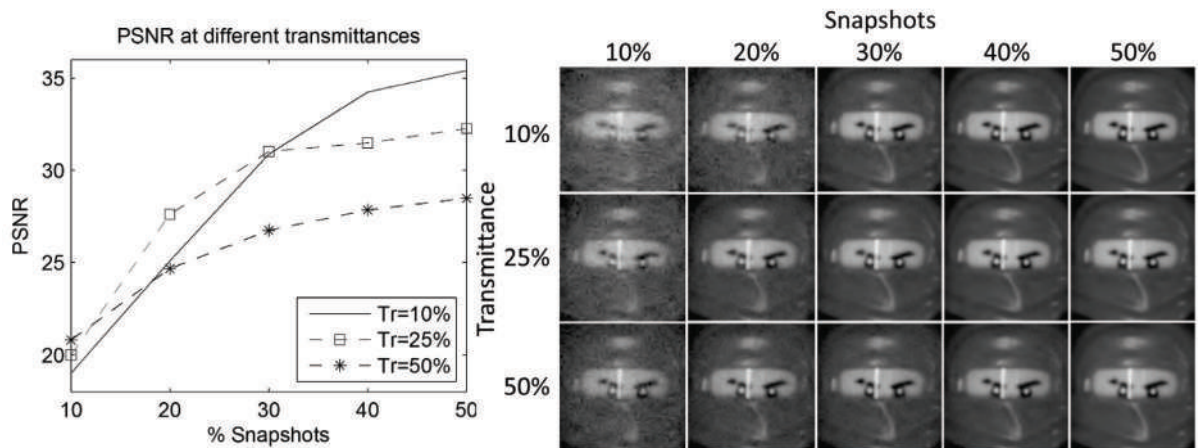 PSNR at different transmittances
PSNR
35
30
25
20
10 20 30 40 50
% Snapshots
Tr=10%
Tr=25%
Tr=50%
Snapshots
10% 20% 30% 40% 50%
Transmittance
10%
25%
50%